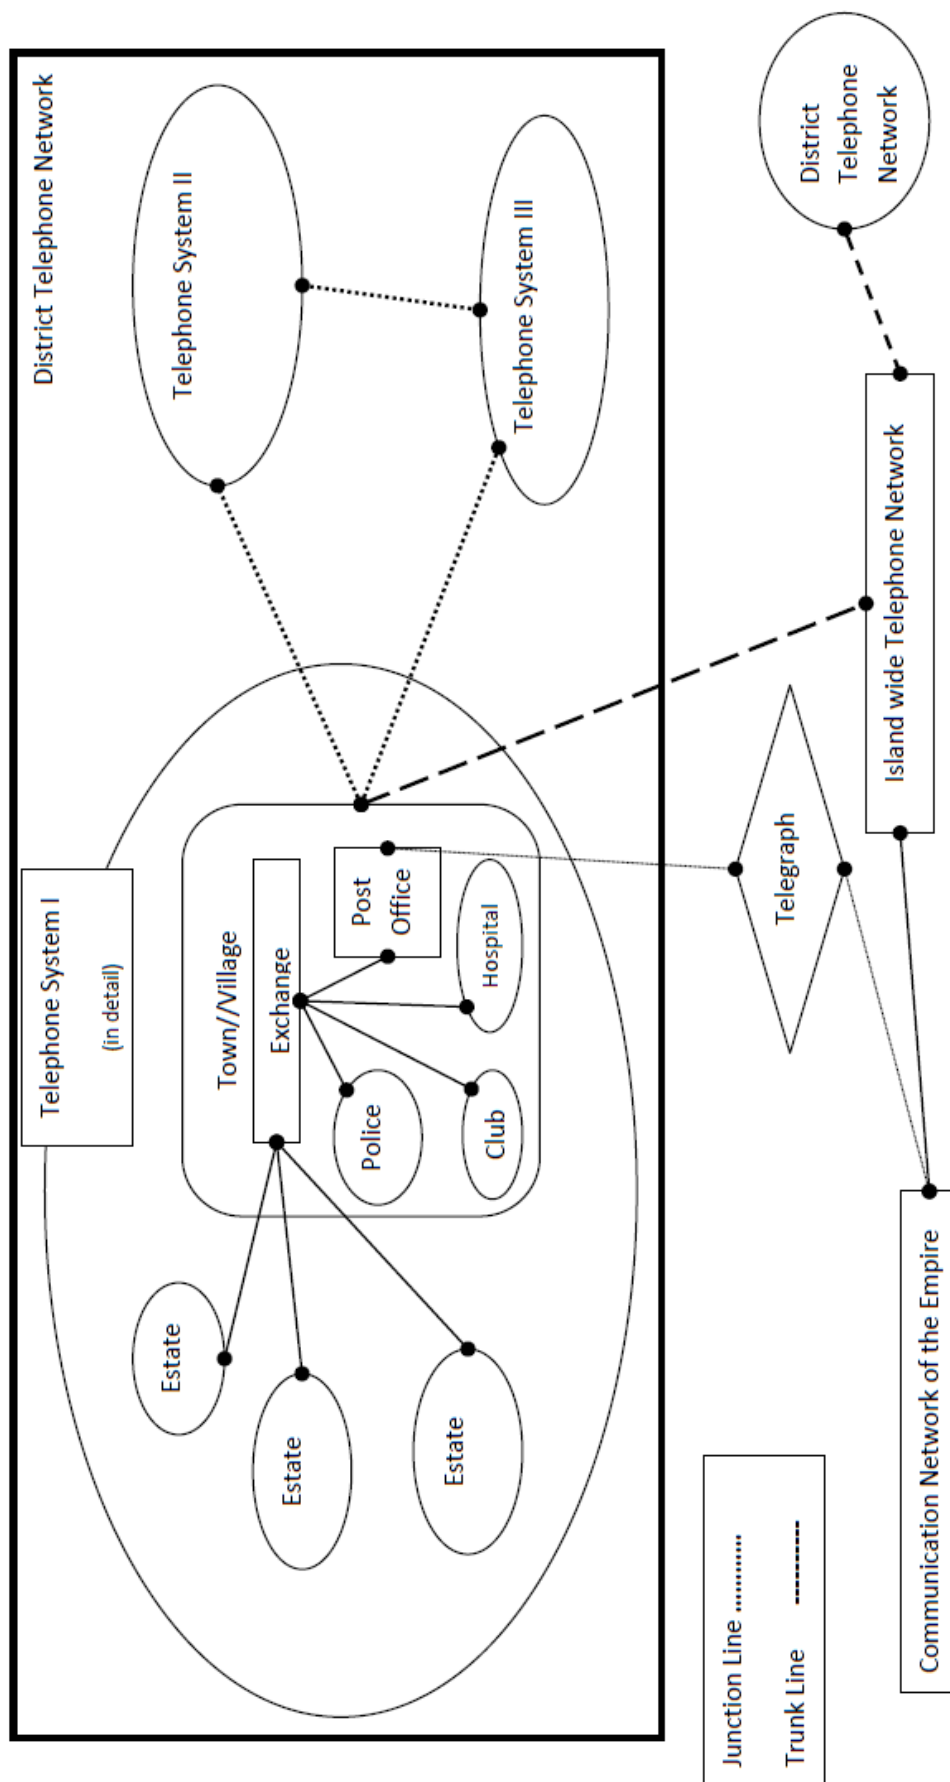 District Telephone Network
Telephone System I
(in detail)
Telephone System II
Telephone System III
Town//Village
Exchange
Post
Office
Police
Hospital
Club
Estate
Estate
Estate
District
Telephone
Network
Island wide Telephone Network
Telegraph
Communication Network of the Empire
Junction Line ...........
Trunk Line ----------